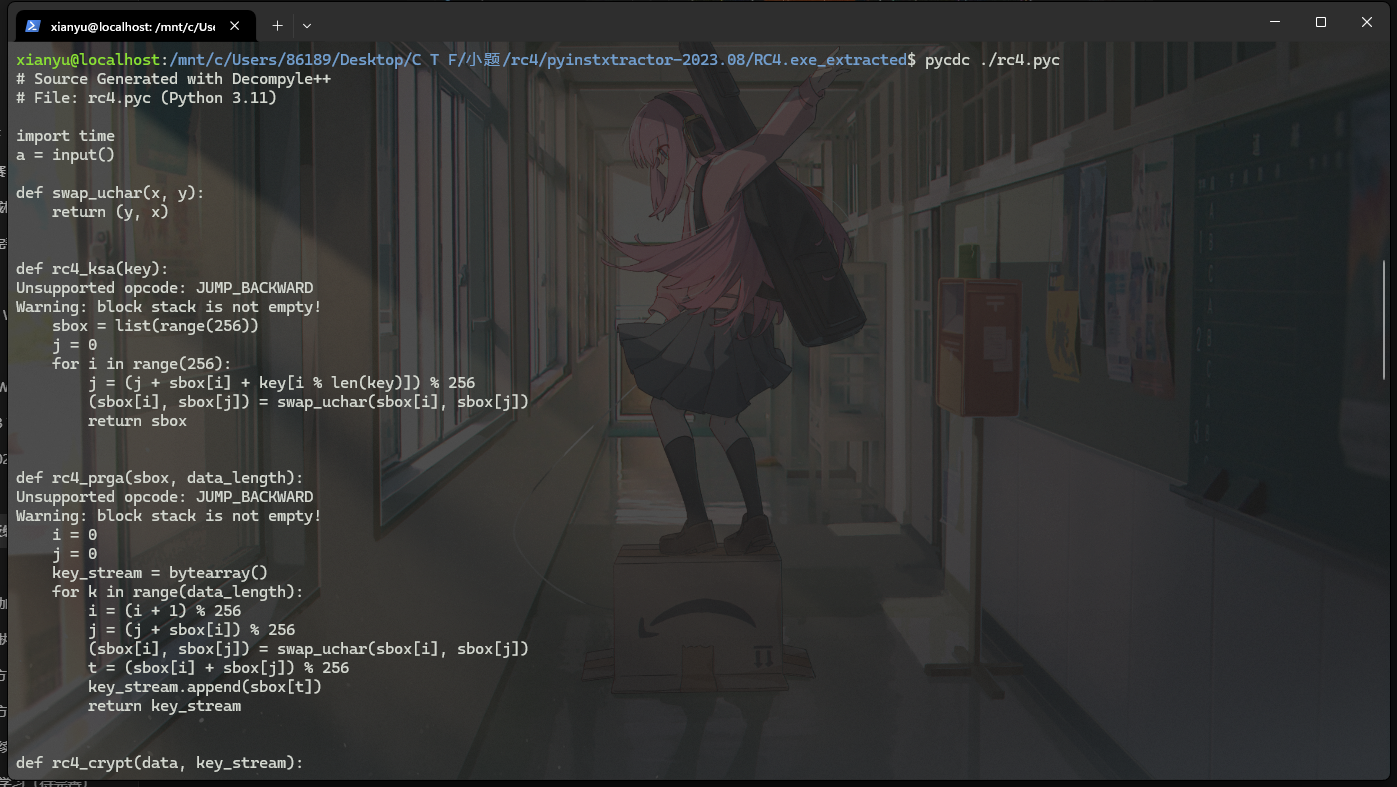 xianyu@localhost: /mnt/c/Use
xianyu@localhost:/mnt/c/Users/86189/Desktop/C T F/小题/rc4/pyinstxtractor-2023.08/RC4.exe_extracted$ pycdc ./rc4.pyc
# Source Generated with Decompyle++
# File: rc4.pyc (Python 3.11)
import time
a = input()
def swap_uchar(x, y):
    return (y, x)
def rc4_ksa(key):
Unsupported opcode: JUMP_BACKWARD
Warning: block stack is not empty!
    sbox = list(range(256))
    j = 0
    for i in range(256):
        j = (j + sbox[i] + key[i % len(key)]) % 256
        (sbox[i], sbox[j]) = swap_uchar(sbox[i], sbox[j])
        return sbox
def rc4_prga(sbox, data_length):
Unsupported opcode: JUMP_BACKWARD
Warning: block stack is not empty!
    i = 0
    j = 0
    key_stream = bytearray()
    for k in range(data_length):
        i = (i + 1) % 256
        j = (j + sbox[i]) % 256
        (sbox[i], sbox[j]) = swap_uchar(sbox[i], sbox[j])
        t = (sbox[i] + sbox[j]) % 256
        key_stream.append(sbox[t])
        return key_stream
def rc4_crypt(data, key_stream):